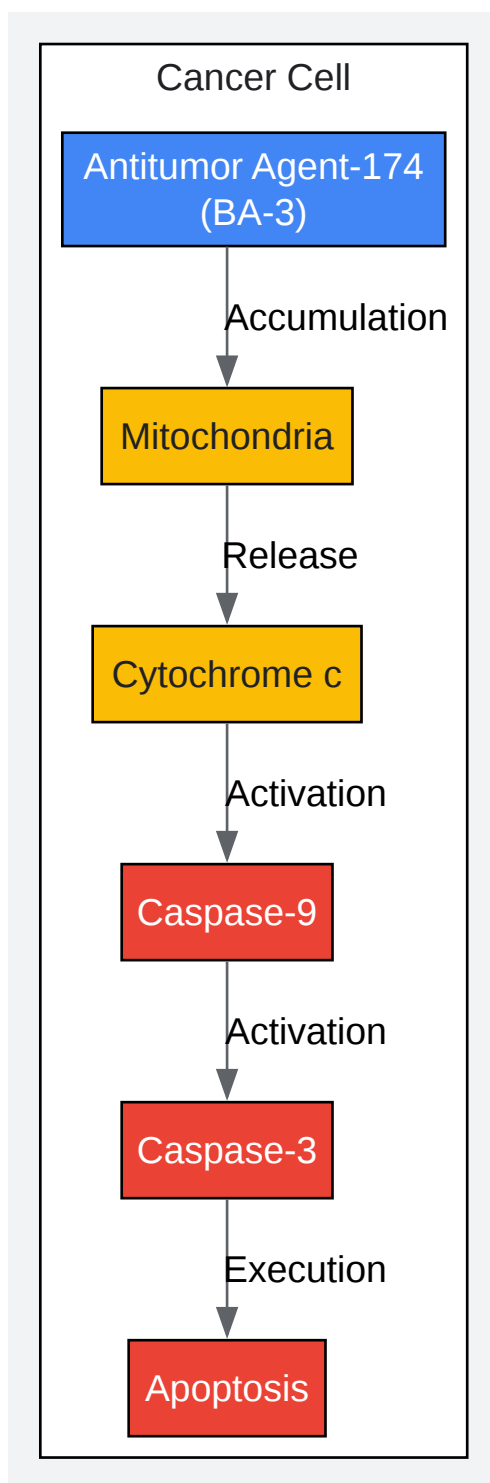 Cancer Cell
Antitumor Agent-174
(BA-3)
Accumulation
Mitochondria
Release
Cytochrome c
Activation
Caspase-9
Activation
Caspase-3
Execution
Apoptosis